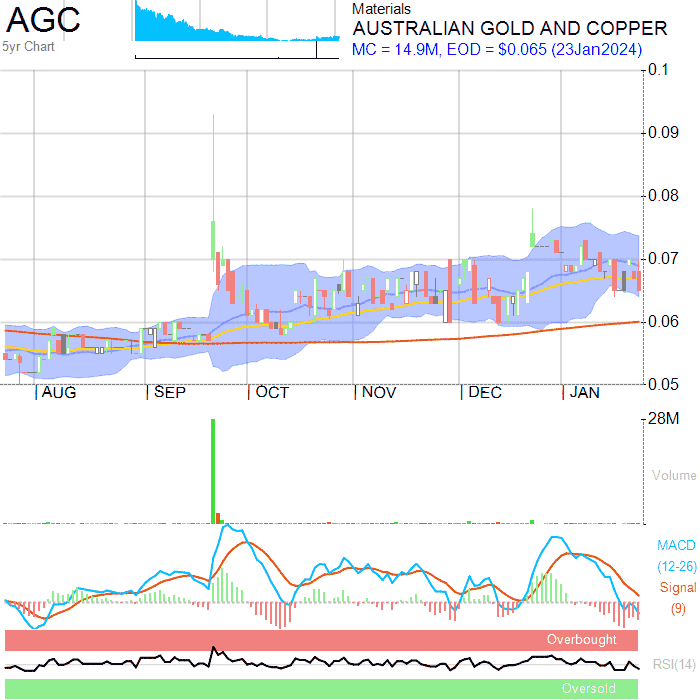 AGC
5yr Chart
Materials
AUSTRALIAN GOLD AND COPPER
MC = 14.9M, EOD = $0.065 (23Jan2024)
0.1
0.09
0.08
0.07
0.06
0.05
AUG SEP OCT NOV DEC JAN
28M
Volume
MACD
(12-26)
Signal
(9)
Overbought
RSI(14)
Oversold